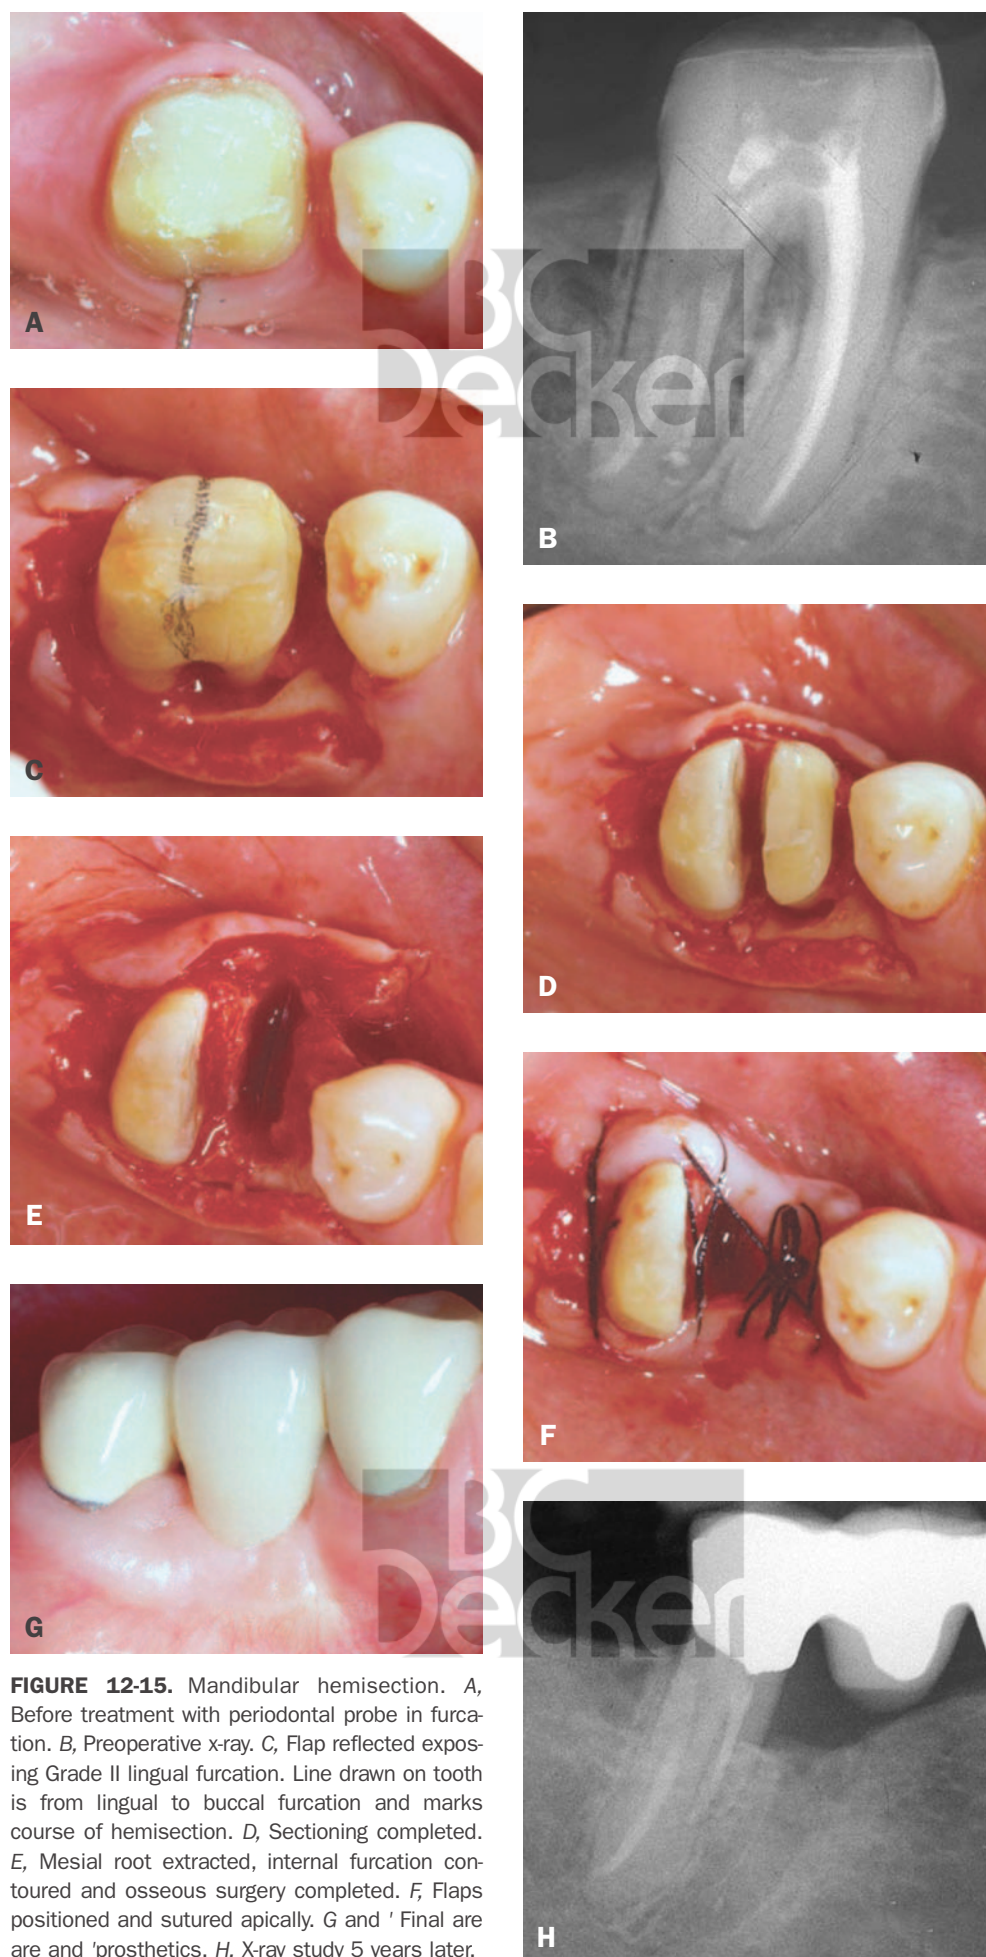 A
B
BC
Decker
C
D
E
F
G
BC
Decker
H
FIGURE 12-15. Mandibular hemisection. A,
Before treatment with periodontal probe in furca-
tion. B, Preoperative x-ray. C, Flap reflected expos-
ing Grade II lingual furcation. Line drawn on tooth
is from lingual to buccal furcation and marks
course of hemisection. D, Sectioning completed.
E, Mesial root extracted, internal furcation con-
toured and osseous surgery completed. F, Flaps
positioned and sutured apically. G and ' Final are
are and 'prosthetics. H, X-ray study 5 years later.